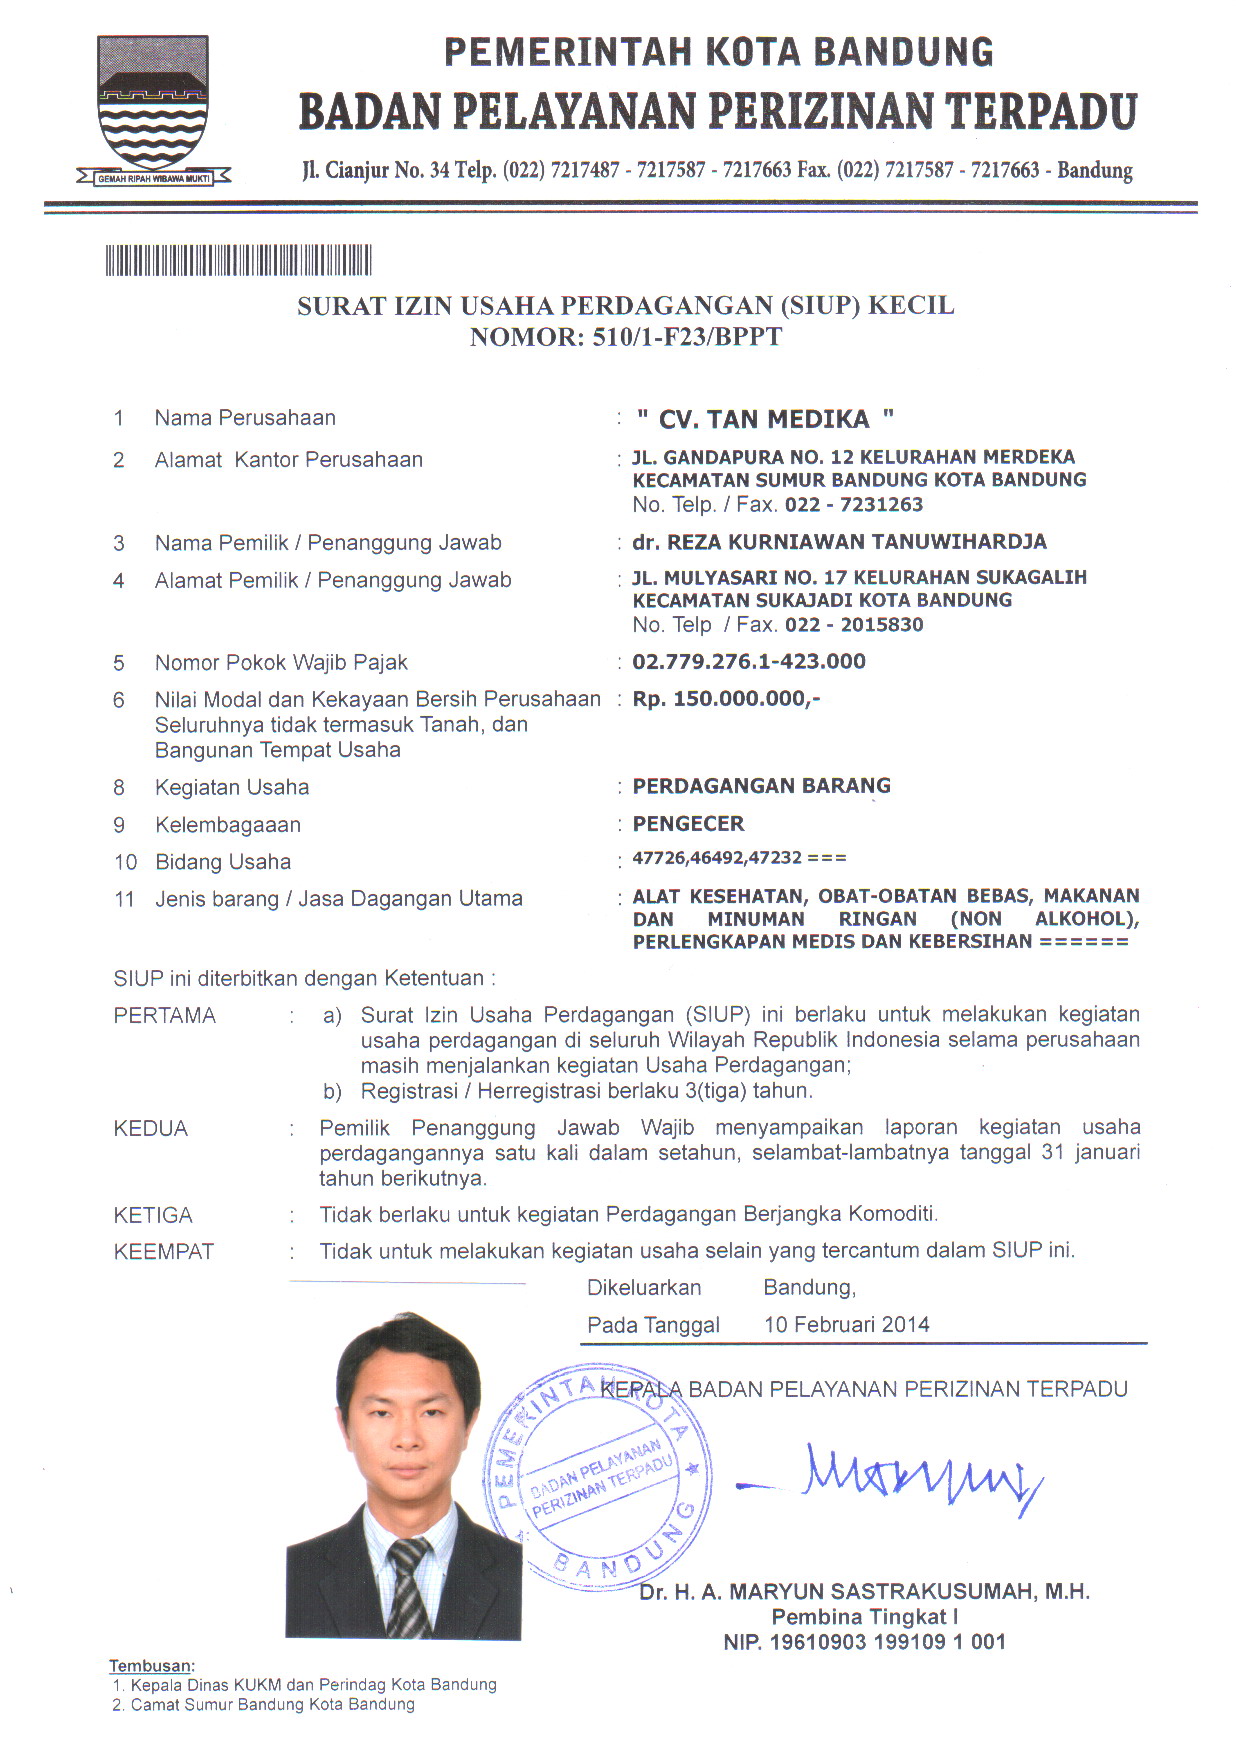 PEMERINTAH KOTA BANDUNG
BADAN PELAYANAN PERIZINAN TERPADU
Jl. Cianjur No. 34 Telp. (022) 7217487 - 7217587 - 7217663 Fax. (022) 7217587 - 7217663 - Bandung
GEMAH RIPAH WIBAWA MUKTI
SURAT IZIN USAHA PERDAGANGAN (SIUP) KECIL
NOMOR: 510/1-F23/BPPT
1 Nama Perusahaan : " CV. TAN MEDIKA "
2 Alamat Kantor Perusahaan : JL. GANDAPURA NO. 12 KELURAHAN MERDEKA
KECAMATAN SUMUR BANDUNG KOTA BANDUNG
No. Telp. / Fax. 022 - 7231263
3 Nama Pemilik / Penanggung Jawab : dr. REZA KURNIAWAN TANUWIHARDJA
4 Alamat Pemilik / Penanggung Jawab : JL. MULYASARI NO. 17 KELURAHAN SUKAGALIH
KECAMATAN SUKAJADI KOTA BANDUNG
No. Telp / Fax. 022 - 2015830
5 Nomor Pokok Wajib Pajak : 02.779.276.1-423.000
6 Nilai Modal dan Kekayaan Bersih Perusahaan : Rp. 150.000.000,-
Seluruhnya tidak termasuk Tanah, dan
Bangunan Tempat Usaha
8 Kegiatan Usaha : PERDAGANGAN BARANG
9 Kelembagaaan : PENGECER
10 Bidang Usaha : 47726,46492,47232 ===
11 Jenis barang / Jasa Dagangan Utama : ALAT KESEHATAN, OBAT-OBATAN BEBAS, MAKANAN
DAN MINUMAN RINGAN (NON ALKOHOL),
PERLENGKAPAN MEDIS DAN KEBERSIHAN ======
SIUP ini diterbitkan dengan Ketentuan :
PERTAMA : a) Surat Izin Usaha Perdagangan (SIUP) ini berlaku untuk melakukan kegiatan
usaha perdagangan di seluruh Wilayah Republik Indonesia selama perusahaan
masih menjalankan kegiatan Usaha Perdagangan;
b) Registrasi / Herregistrasi berlaku 3(tiga) tahun.
KEDUA : Pemilik Penanggung Jawab Wajib menyampaikan laporan kegiatan usaha
perdagangannya satu kali dalam setahun, selambat-lambatnya tanggal 31 januari
tahun berikutnya.
KETIGA : Tidak berlaku untuk kegiatan Perdagangan Berjangka Komoditi.
KEEMPAT : Tidak untuk melakukan kegiatan usaha selain yang tercantum dalam SIUP ini.
Dikeluarkan Bandung,
Pada Tanggal 10 Februari 2014
KEPALA BADAN PELAYANAN PERIZINAN TERPADU
PEMERINTAH KOTA
BADAN PELAYANAN
PERIZINAN TERPADU
BANDUNG
Dr. H. A. MARYUN SASTRAKUSUMAH, M.H.
Pembina Tingkat I
NIP. 19610903 199109 1 001
Tembusan:
1. Kepala Dinas KUKM dan Perindag Kota Bandung
2. Camat Sumur Bandung Kota Bandung